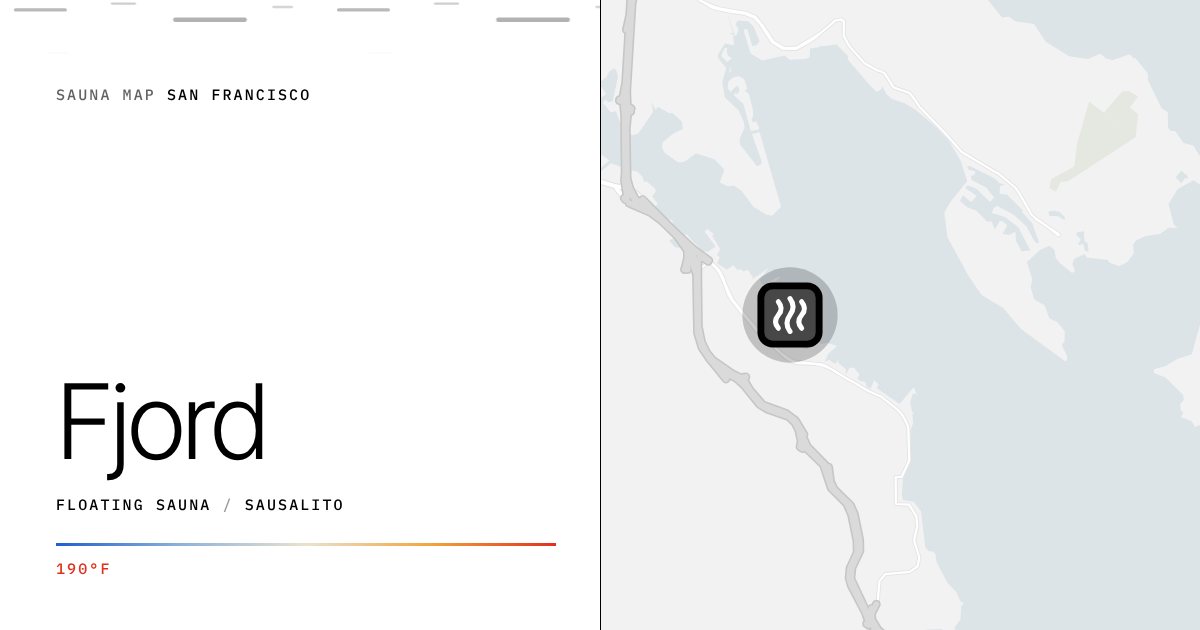 SAUNA MAP SAN FRANCISCO
Fjord
FLOATING SAUNA / SAUSALITO
190°F